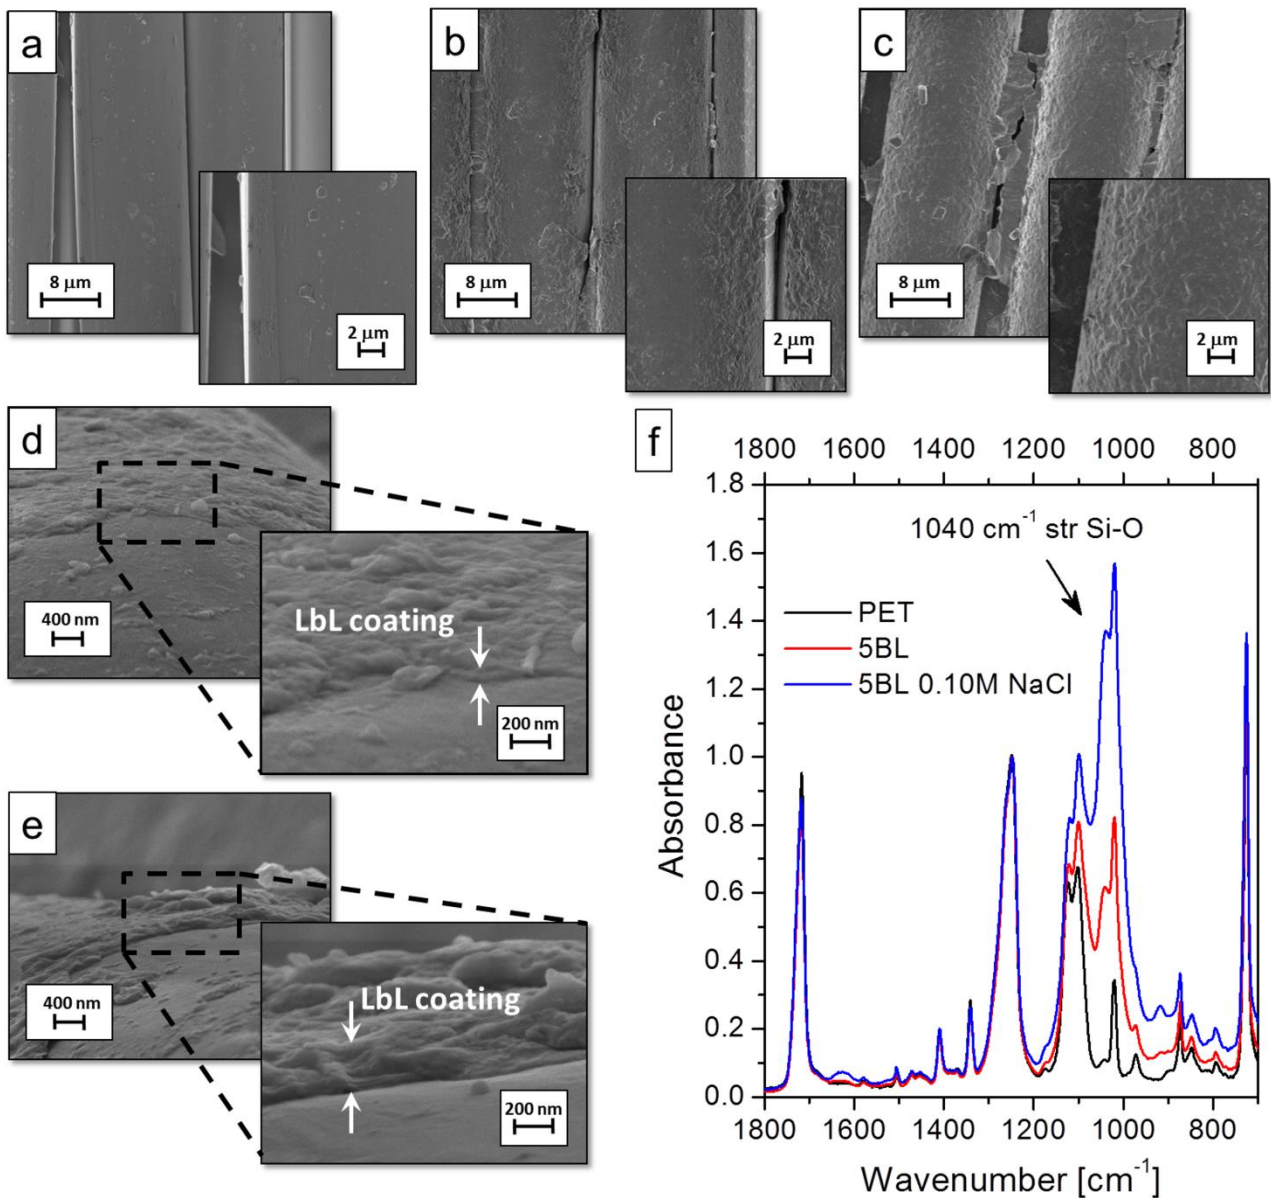 a
b
c
8 μm
2 μm
8 μm
2 μm
8 μm
2 μm
d
400 nm
LbL coating
200 nm
e
400 nm
LbL coating
200 nm
f
1800 1600 1400 1200 1000 800
1.8
1.6
1.4
1.2
1.0
0.8
0.6
0.4
0.2
0.0
Absorbance
1040 cm⁻¹ str Si-O
PET
5BL
5BL 0.10M NaCl
1800 1600 1400 1200 1000 800
Wavenumber [cm⁻¹]